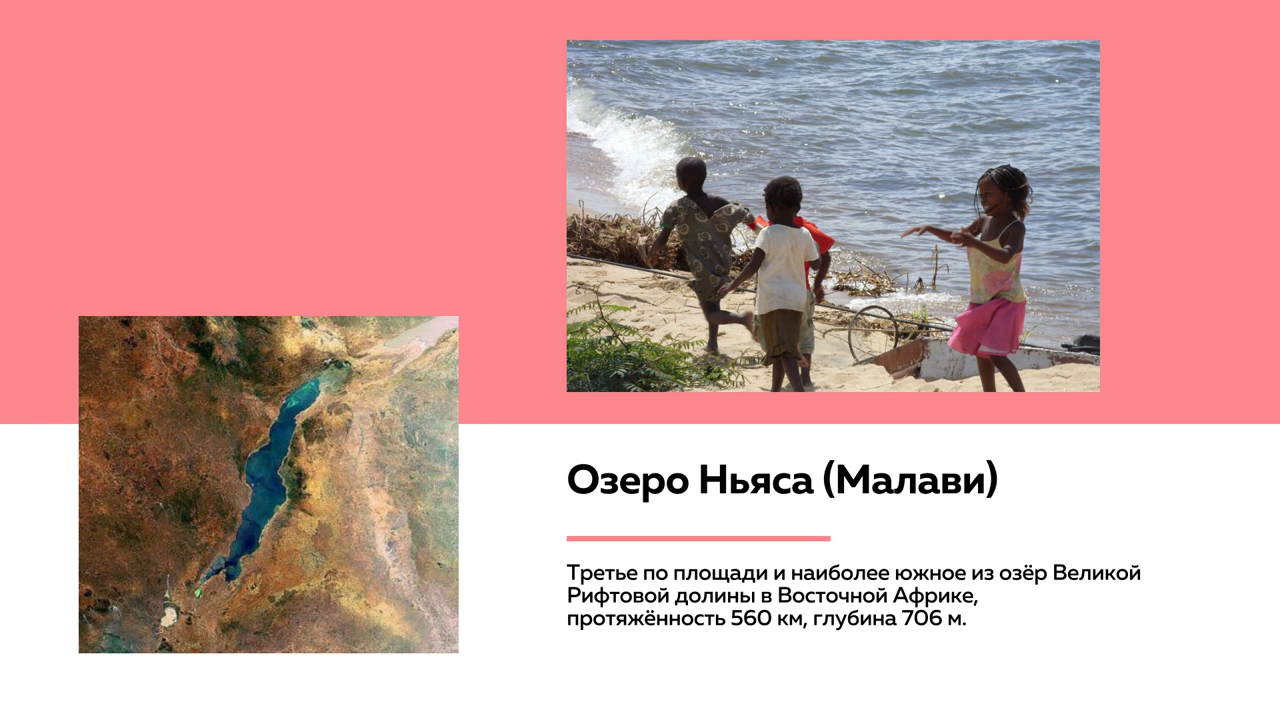 Озеро Ньяса (Малави)
Третье по площади и наиболее южное из озёр Великой
Рифтовой долины в Восточной Африке,
протяжённость 560 км, глубина 706 м.